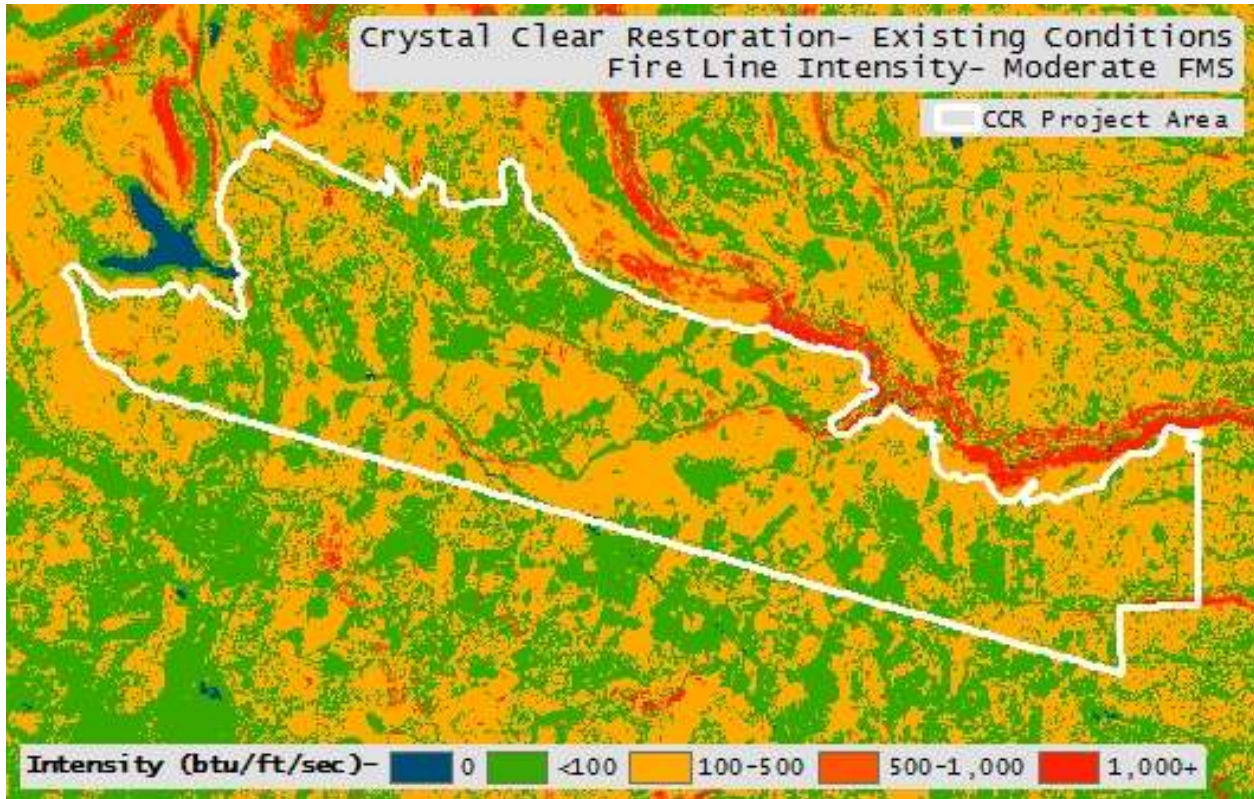 Crystal Clear Restoration- Existing Conditions
Fire Line Intensity- Moderate FMS
CCR Project Area
Intensity (btu/ft/sec)- 0 <100 100-500 500-1,000 1,000+